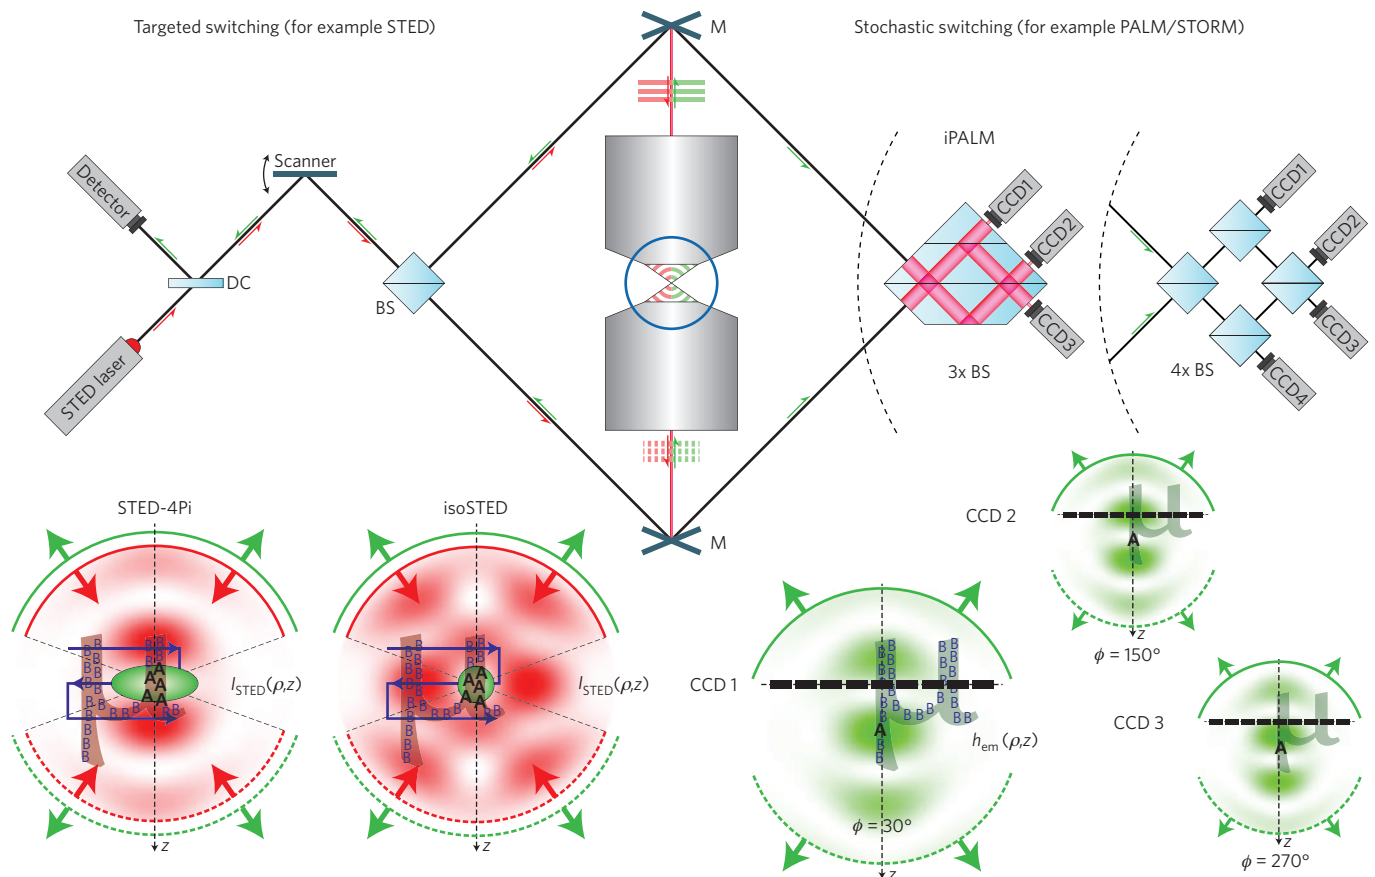 Targeted switching (for example STED)
M
Stochastic switching (for example PALM/STORM)
iPALM
Scanner
Detector
CCD1
CCD2
CCD3
CCD1
CCD2
CCD3
CCD4
DC
BS
STED laser
3x BS
4x BS
M
STED-4Pi
isoSTED
CCD 2
A
z
ϕ = 150°
B B B B B B B B B B B B B B B B B
A A A A A A
I_STED(ρ,z)
z
B B B B B B B B B B B B B B B B B
A A A A A
I_STED(ρ,z)
z
CCD 1
B B B B B B B B B B B B B B B B B
A
h_em (ρ,z)
ϕ = 30°
z
CCD 3
μ
A
z
ϕ = 270°